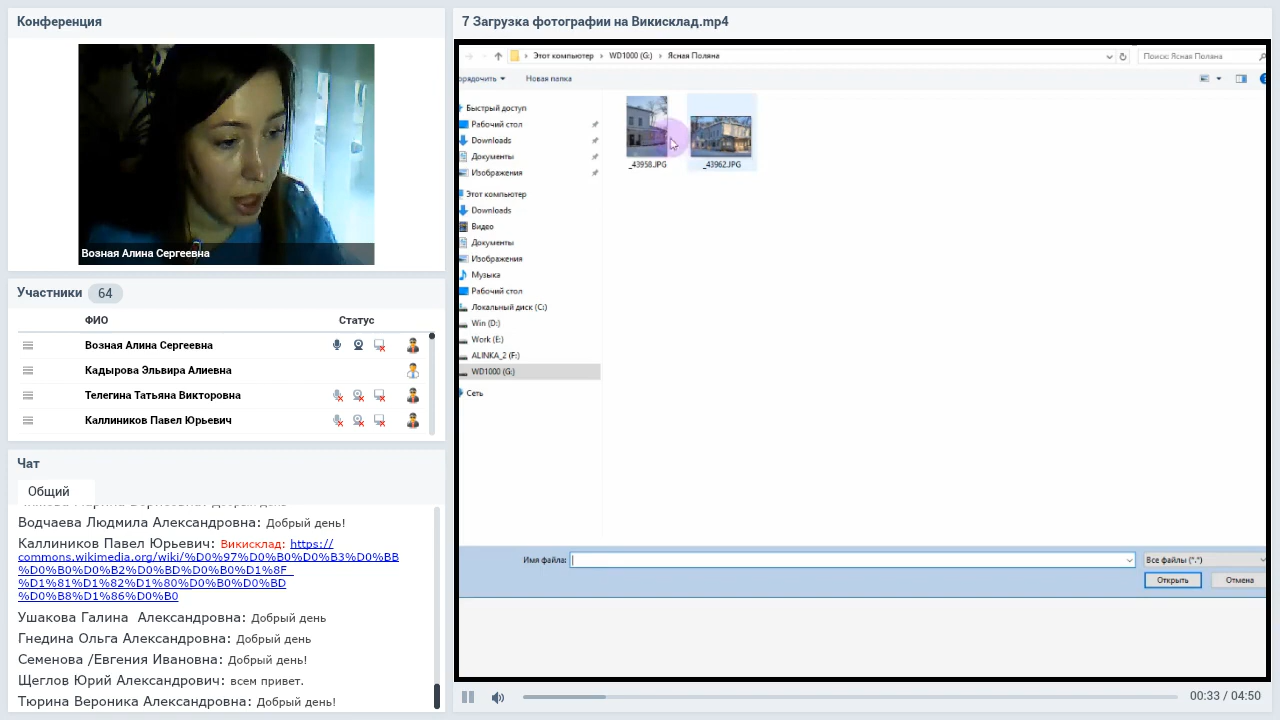 Конференция
Возная Алина Сергеевна
Участники 64
ФИО Статус
Возная Алина Сергеевна
Кадырова Эльвира Алиевна
Телегина Татьяна Викторовна
Каллиников Павел Юрьевич
Чат
Общий
Водчаева Людмила Александровна: Добрый день!
Каллиников Павел Юрьевич: Викисклад: https://
commons.wikimedia.org/wiki/%D0%97%D0%B0%D0%B3%D0%BB
%D0%B0%D0%B2%D0%BD%D0%B0%D1%8F_
%D1%81%D1%82%D1%80%D0%B0%D0%BD
%D0%B8%D1%86%D0%B0
Ушакова Галина Александровна: Добрый день
Гнедина Ольга Александровна: Добрый день
Семенова /Евгения Ивановна: Добрый день!
Щеглов Юрий Александрович: всем привет.
Тюрина Вероника Александровна: Добрый день!
7 Загрузка фотографии на Викисклад.mp4
Этот компьютер › WD1000 (G:) › Ясная Поляна
Поиск: Ясная Поляна
орядочить Новая папка
Быстрый доступ
Рабочий стол
Downloads
Документы
Изображения
Этот компьютер
Downloads
Видео
Документы
Изображения
Музыка
Рабочий стол
Локальный диск (C:)
Win (D:)
Work (E:)
ALINKA_2 (F:)
WD1000 (G:)
Сеть
_43958.JPG
_43962.JPG
Имя файла:
Все файлы (*.*)
Открыть Отмена
00:33 / 04:50